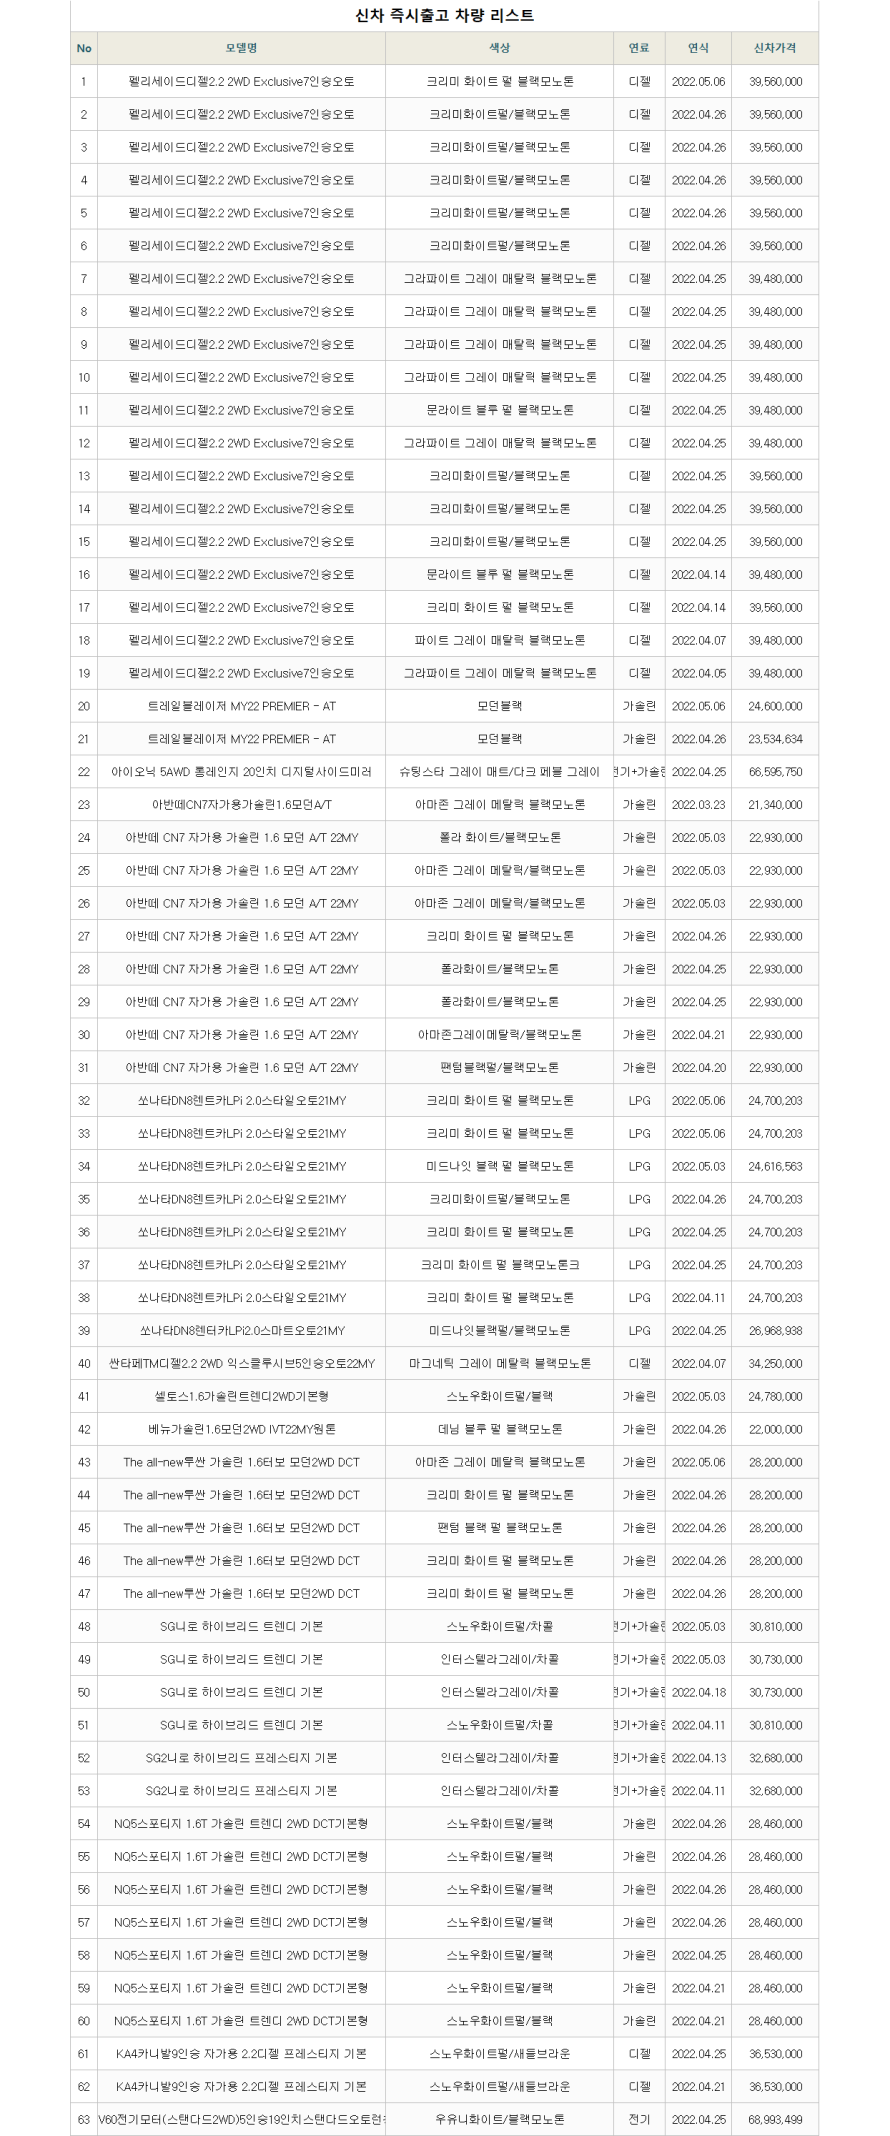 신차 즉시출고 차량 리스트
No 모델명 색상 연료 연식 신차가격
1 펠리세이드디젤2.2 2WD Exclusive7인승오토 크리미 화이트 펄 블랙모노톤 디젤 2022.05.06 39,560,000
2 펠리세이드디젤2.2 2WD Exclusive7인승오토 크리미화이트펄/블랙모노톤 디젤 2022.04.26 39,560,000
3 펠리세이드디젤2.2 2WD Exclusive7인승오토 크리미화이트펄/블랙모노톤 디젤 2022.04.26 39,560,000
4 펠리세이드디젤2.2 2WD Exclusive7인승오토 크리미화이트펄/블랙모노톤 디젤 2022.04.26 39,560,000
5 펠리세이드디젤2.2 2WD Exclusive7인승오토 크리미화이트펄/블랙모노톤 디젤 2022.04.26 39,560,000
6 펠리세이드디젤2.2 2WD Exclusive7인승오토 크리미화이트펄/블랙모노톤 디젤 2022.04.26 39,560,000
7 펠리세이드디젤2.2 2WD Exclusive7인승오토 그라파이트 그레이 매탈릭 블랙모노톤 디젤 2022.04.25 39,480,000
8 펠리세이드디젤2.2 2WD Exclusive7인승오토 그라파이트 그레이 매탈릭 블랙모노톤 디젤 2022.04.25 39,480,000
9 펠리세이드디젤2.2 2WD Exclusive7인승오토 그라파이트 그레이 매탈릭 블랙모노톤 디젤 2022.04.25 39,480,000
10 펠리세이드디젤2.2 2WD Exclusive7인승오토 그라파이트 그레이 매탈릭 블랙모노톤 디젤 2022.04.25 39,480,000
11 펠리세이드디젤2.2 2WD Exclusive7인승오토 문라이트 블루 펄 블랙모노톤 디젤 2022.04.25 39,480,000
12 펠리세이드디젤2.2 2WD Exclusive7인승오토 그라파이트 그레이 매탈릭 블랙모노톤 디젤 2022.04.25 39,480,000
13 펠리세이드디젤2.2 2WD Exclusive7인승오토 크리미화이트펄/블랙모노톤 디젤 2022.04.25 39,560,000
14 펠리세이드디젤2.2 2WD Exclusive7인승오토 크리미화이트펄/블랙모노톤 디젤 2022.04.25 39,560,000
15 펠리세이드디젤2.2 2WD Exclusive7인승오토 크리미화이트펄/블랙모노톤 디젤 2022.04.25 39,560,000
16 펠리세이드디젤2.2 2WD Exclusive7인승오토 문라이트 블루 펄 블랙모노톤 디젤 2022.04.14 39,480,000
17 펠리세이드디젤2.2 2WD Exclusive7인승오토 크리미 화이트 펄 블랙모노톤 디젤 2022.04.14 39,560,000
18 펠리세이드디젤2.2 2WD Exclusive7인승오토 파이트 그레이 매탈릭 블랙모노톤 디젤 2022.04.07 39,480,000
19 펠리세이드디젤2.2 2WD Exclusive7인승오토 그라파이트 그레이 메탈릭 블랙모노톤 디젤 2022.04.05 39,480,000
20 트레일블레이저 MY22 PREMIER - AT 모던블랙 가솔린 2022.05.06 24,600,000
21 트레일블레이저 MY22 PREMIER - AT 모던블랙 가솔린 2022.04.26 23,534,634
22 아이오닉 5AWD 롱레인지 20인치 디지털사이드미러 슈팅스타 그레이 매트/다크 페블 그레이 전기+가솔린 2022.04.25 66,595,750
23 아반떼CN7자가용가솔린1.6모던A/T 아마존 그레이 메탈릭 블랙모노톤 가솔린 2022.03.23 21,340,000
24 아반떼 CN7 자가용 가솔린 1.6 모던 A/T 22MY 폴라 화이트/블랙모노톤 가솔린 2022.05.03 22,930,000
25 아반떼 CN7 자가용 가솔린 1.6 모던 A/T 22MY 아마존 그레이 메탈릭/블랙모노톤 가솔린 2022.05.03 22,930,000
26 아반떼 CN7 자가용 가솔린 1.6 모던 A/T 22MY 아마존 그레이 메탈릭/블랙모노톤 가솔린 2022.05.03 22,930,000
27 아반떼 CN7 자가용 가솔린 1.6 모던 A/T 22MY 크리미 화이트 펄 블랙모노톤 가솔린 2022.04.26 22,930,000
28 아반떼 CN7 자가용 가솔린 1.6 모던 A/T 22MY 폴라화이트/블랙모노톤 가솔린 2022.04.25 22,930,000
29 아반떼 CN7 자가용 가솔린 1.6 모던 A/T 22MY 폴라화이트/블랙모노톤 가솔린 2022.04.25 22,930,000
30 아반떼 CN7 자가용 가솔린 1.6 모던 A/T 22MY 아마존그레이메탈릭/블랙모노톤 가솔린 2022.04.21 22,930,000
31 아반떼 CN7 자가용 가솔린 1.6 모던 A/T 22MY 팬텀블랙펄/블랙모노톤 가솔린 2022.04.20 22,930,000
32 쏘나타DN8렌트카LPi 2.0스타일오토21MY 크리미 화이트 펄 블랙모노톤 LPG 2022.05.06 24,700,203
33 쏘나타DN8렌트카LPi 2.0스타일오토21MY 크리미 화이트 펄 블랙모노톤 LPG 2022.05.06 24,700,203
34 쏘나타DN8렌트카LPi 2.0스타일오토21MY 미드나잇 블랙 펄 블랙모노톤 LPG 2022.05.03 24,616,563
35 쏘나타DN8렌트카LPi 2.0스타일오토21MY 크리미화이트펄/블랙모노톤 LPG 2022.04.26 24,700,203
36 쏘나타DN8렌트카LPi 2.0스타일오토21MY 크리미 화이트 펄 블랙모노톤 LPG 2022.04.25 24,700,203
37 쏘나타DN8렌트카LPi 2.0스타일오토21MY 크리미 화이트 펄 블랙모노톤크 LPG 2022.04.25 24,700,203
38 쏘나타DN8렌트카LPi 2.0스타일오토21MY 크리미 화이트 펄 블랙모노톤 LPG 2022.04.11 24,700,203
39 쏘나타DN8렌터카LPi2.0스마트오토21MY 미드나잇블랙펄/블랙모노톤 LPG 2022.04.25 26,968,938
40 싼타페TM디젤2.2 2WD 익스클루시브5인승오토22MY 마그네틱 그레이 메탈릭 블랙모노톤 디젤 2022.04.07 34,250,000
41 셀토스1.6가솔린트렌디2WD기본형 스노우화이트펄/블랙 가솔린 2022.05.03 24,780,000
42 베뉴가솔린1.6모던2WD IVT22MY원톤 데님 블루 펄 블랙모노톤 가솔린 2022.04.26 22,000,000
43 The all-new투싼 가솔린 1.6터보 모던2WD DCT 아마존 그레이 메탈릭 블랙모노톤 가솔린 2022.05.06 28,200,000
44 The all-new투싼 가솔린 1.6터보 모던2WD DCT 크리미 화이트 펄 블랙모노톤 가솔린 2022.04.26 28,200,000
45 The all-new투싼 가솔린 1.6터보 모던2WD DCT 팬텀 블랙 펄 블랙모노톤 가솔린 2022.04.26 28,200,000
46 The all-new투싼 가솔린 1.6터보 모던2WD DCT 크리미 화이트 펄 블랙모노톤 가솔린 2022.04.26 28,200,000
47 The all-new투싼 가솔린 1.6터보 모던2WD DCT 크리미 화이트 펄 블랙모노톤 가솔린 2022.04.26 28,200,000
48 SG니로 하이브리드 트렌디 기본 스노우화이트펄/차콜 전기+가솔린 2022.05.03 30,810,000
49 SG니로 하이브리드 트렌디 기본 인터스텔라그레이/차콜 전기+가솔린 2022.05.03 30,730,000
50 SG니로 하이브리드 트렌디 기본 인터스텔라그레이/차콜 전기+가솔린 2022.04.18 30,730,000
51 SG니로 하이브리드 트렌디 기본 스노우화이트펄/차콜 전기+가솔린 2022.04.11 30,810,000
52 SG2니로 하이브리드 프레스티지 기본 인터스텔라그레이/차콜 전기+가솔린 2022.04.13 32,680,000
53 SG2니로 하이브리드 프레스티지 기본 인터스텔라그레이/차콜 전기+가솔린 2022.04.11 32,680,000
54 NQ5스포티지 1.6T 가솔린 트렌디 2WD DCT기본형 스노우화이트펄/블랙 가솔린 2022.04.26 28,460,000
55 NQ5스포티지 1.6T 가솔린 트렌디 2WD DCT기본형 스노우화이트펄/블랙 가솔린 2022.04.26 28,460,000
56 NQ5스포티지 1.6T 가솔린 트렌디 2WD DCT기본형 스노우화이트펄/블랙 가솔린 2022.04.26 28,460,000
57 NQ5스포티지 1.6T 가솔린 트렌디 2WD DCT기본형 스노우화이트펄/블랙 가솔린 2022.04.26 28,460,000
58 NQ5스포티지 1.6T 가솔린 트렌디 2WD DCT기본형 스노우화이트펄/블랙 가솔린 2022.04.25 28,460,000
59 NQ5스포티지 1.6T 가솔린 트렌디 2WD DCT기본형 스노우화이트펄/블랙 가솔린 2022.04.21 28,460,000
60 NQ5스포티지 1.6T 가솔린 트렌디 2WD DCT기본형 스노우화이트펄/블랙 가솔린 2022.04.21 28,460,000
61 KA4카니발9인승 자가용 2.2디젤 프레스티지 기본 스노우화이트펄/새들브라운 디젤 2022.04.25 36,530,000
62 KA4카니발9인승 자가용 2.2디젤 프레스티지 기본 스노우화이트펄/새들브라운 디젤 2022.04.21 36,530,000
63 V60전기모터(스탠다드2WD)5인승19인치스탠다드오토런 우유니화이트/블랙모노톤 전기 2022.04.25 68,993,499